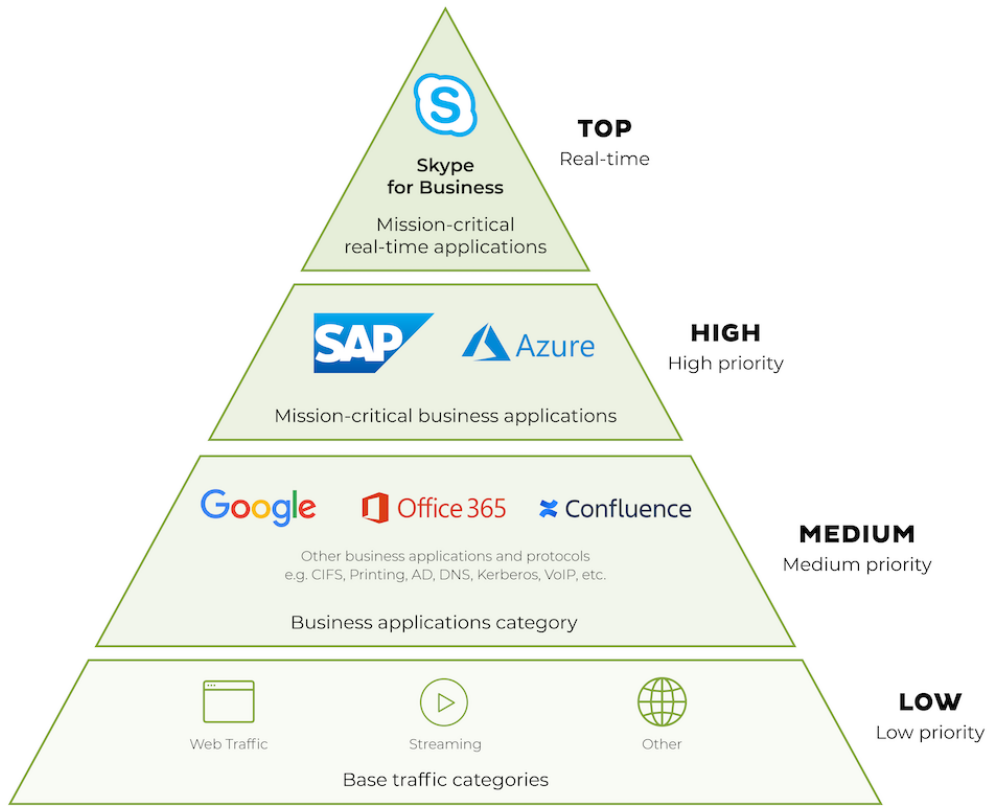 S
Skype
for Business
Mission-critical
real-time applications
TOP
Real-time
SAP
Azure
Mission-critical business applications
HIGH
High priority
Google
Office 365
Confluence
Other business applications and protocols
e.g. CIFS, Printing, AD, DNS, Kerberos, VoIP, etc.
Business applications category
MEDIUM
Medium priority
Web Traffic
Streaming
Other
Base traffic categories
LOW
Low priority